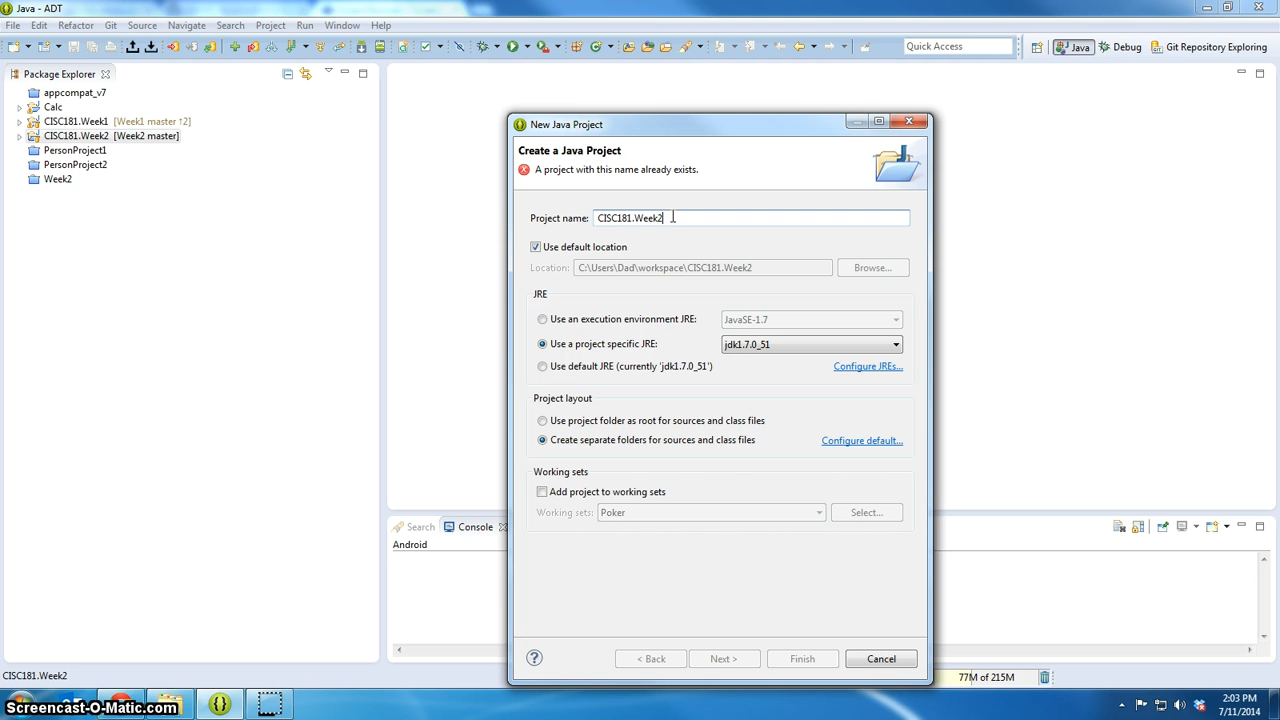 Java - ADT
File Edit Refactor Git Source Navigate Search Project Run Window Help
Quick Access
Java
Debug
Git Repository Exploring
Package Explorer
appcompat_v7
Calc
CISC181.Week1 [Week1 master ↑2]
CISC181.Week2 [Week2 master]
PersonProject1
PersonProject2
Week2
New Java Project
Create a Java Project
A project with this name already exists.
Project name: CISC181.Week2
Use default location
Location: C:\Users\Dad\workspace\CISC181.Week2 Browse...
JRE
Use an execution environment JRE: JavaSE-1.7
Use a project specific JRE: jdk1.7.0_51
Use default JRE (currently 'jdk1.7.0_51') Configure JREs...
Project layout
Use project folder as root for sources and class files
Create separate folders for sources and class files Configure default...
Working sets
Add project to working sets
Working sets: Poker Select...
< Back Next > Finish Cancel
Search Console
Android
CISC181.Week2
77M of 215M
Screencast-O-Matic.com
2:03 PM
7/11/2014